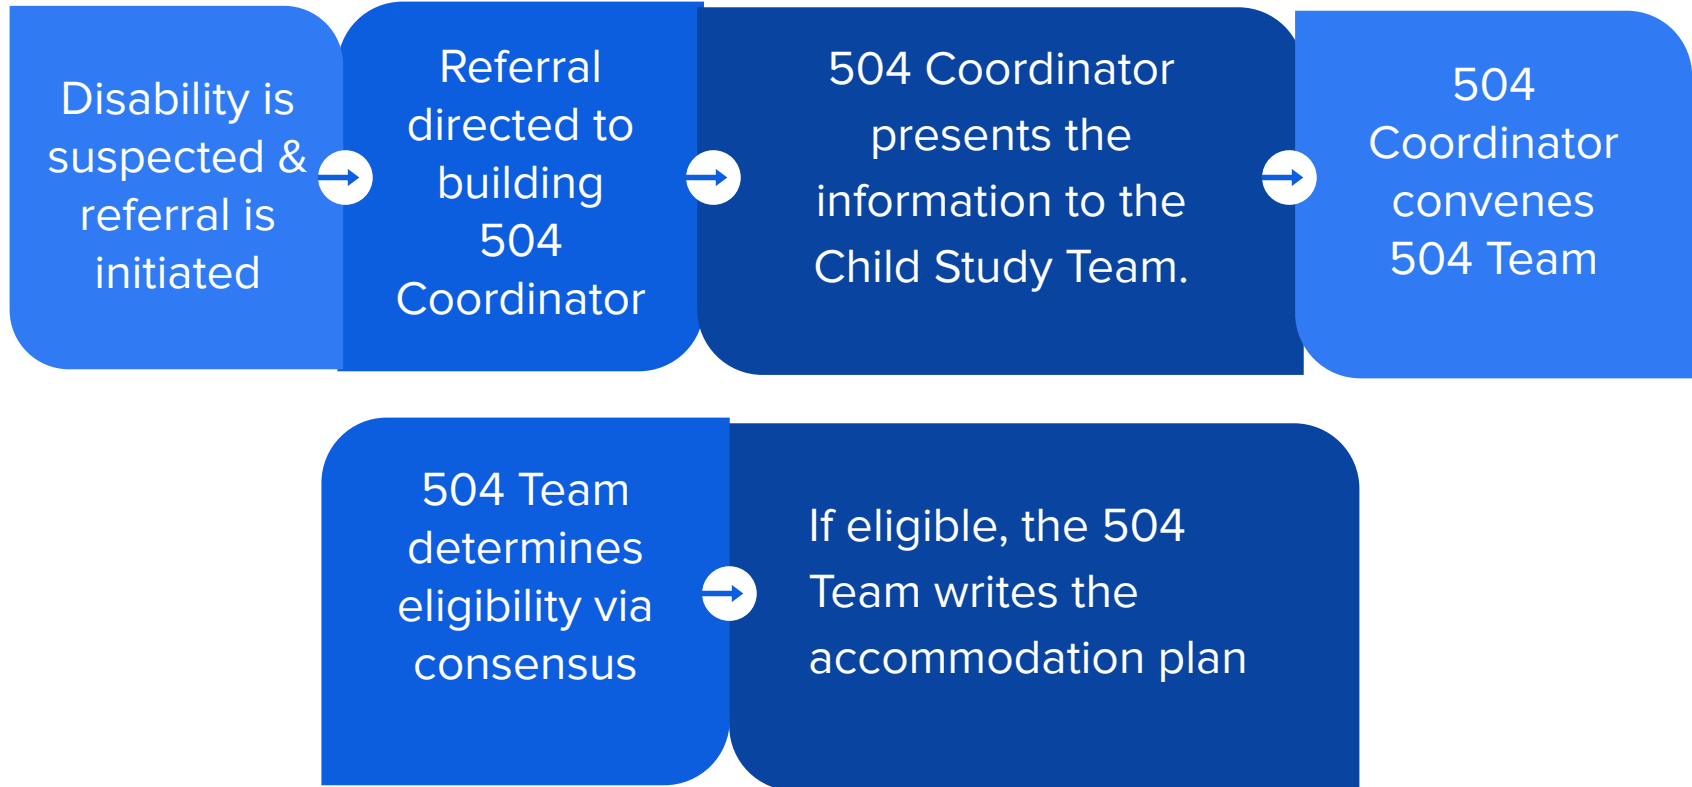 Disability is
suspected &
referral is
initiated
Referral
directed to
building
504
Coordinator
504 Coordinator
presents the
information to the
Child Study Team.
504
Coordinator
convenes
504 Team
504 Team
determines
eligibility via
consensus
If eligible, the 504
Team writes the
accommodation plan